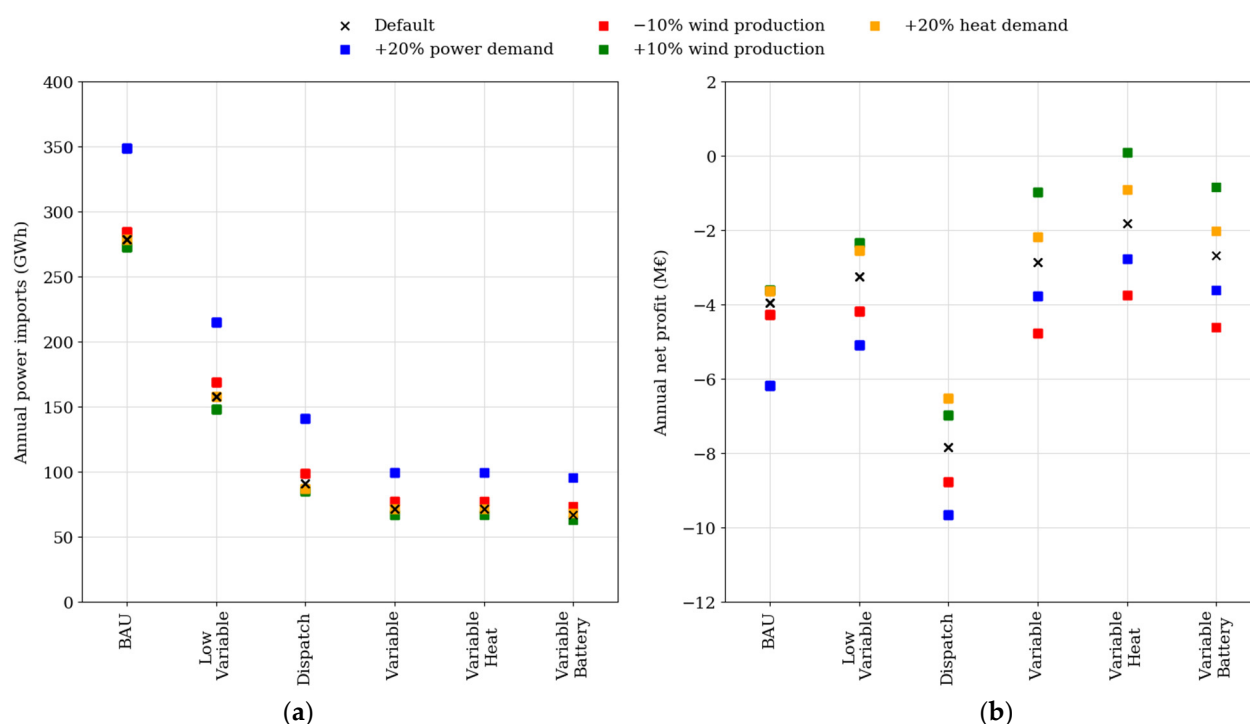 Default
+20% power demand
−10% wind production
+10% wind production
+20% heat demand
400
350
300
250
200
150
100
50
0
Annual power imports (GWh)
BAU
Low
Variable
Dispatch
Variable
Variable
Heat
Variable
Battery
(a)
2
0
−2
−4
−6
−8
−10
−12
Annual net profit (M€)
BAU
Low
Variable
Dispatch
Variable
Variable
Heat
Variable
Battery
(b)